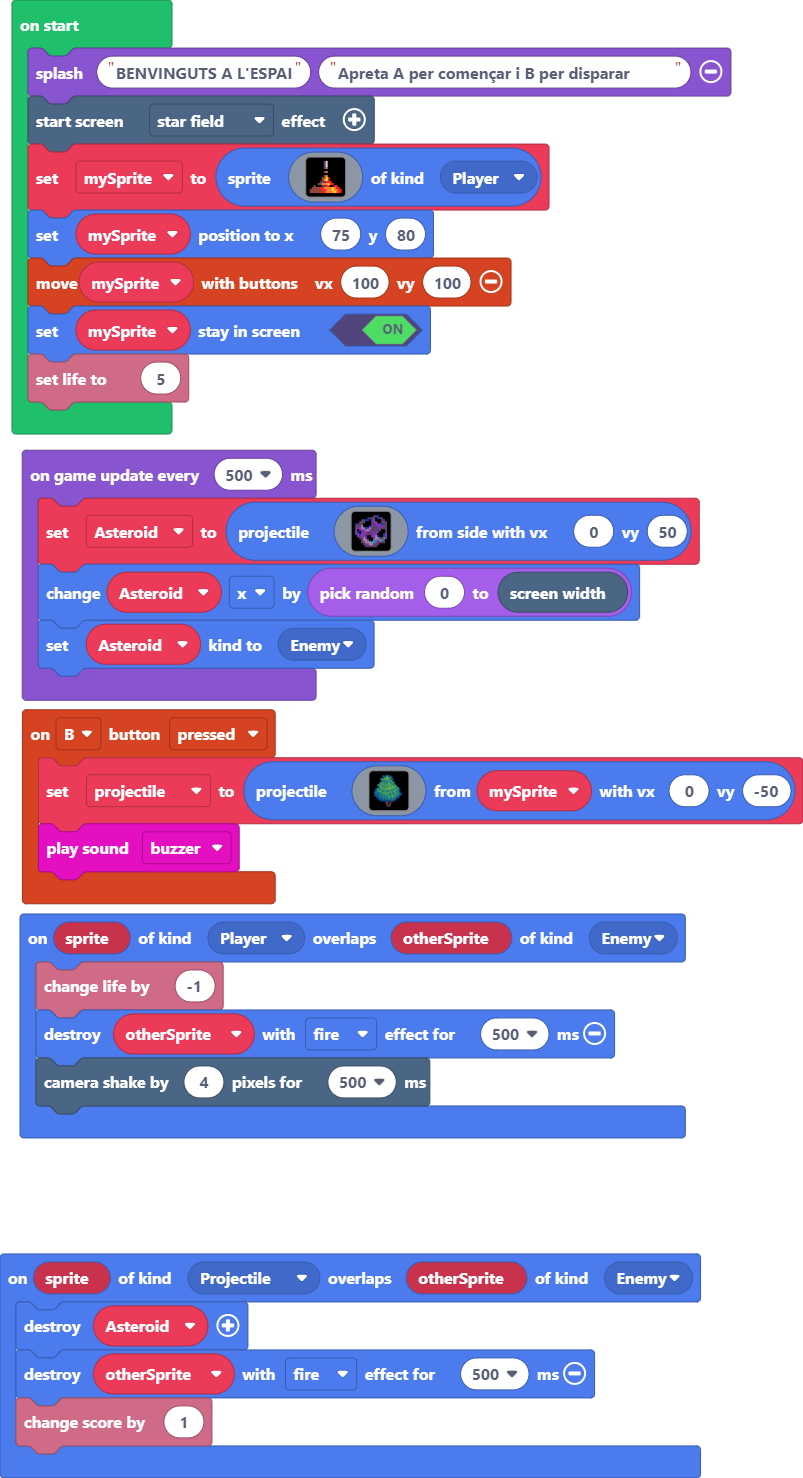 on start
splash "BENVINGUTS A L'ESPAI" "Apreta A per començar i B per disparar"
start screen star field effect
set mySprite to sprite of kind Player
set mySprite position to x 75 y 80
move mySprite with buttons vx 100 vy 100
set mySprite stay in screen ON
set life to 5
on game update every 500 ms
set Asteroid to projectile from side with vx 0 vy 50
change Asteroid x by pick random 0 to screen width
set Asteroid kind to Enemy
on B button pressed
set projectile to projectile from mySprite with vx 0 vy -50
play sound buzzer
on sprite of kind Player overlaps otherSprite of kind Enemy
change life by -1
destroy otherSprite with fire effect for 500 ms
camera shake by 4 pixels for 500 ms
on sprite of kind Projectile overlaps otherSprite of kind Enemy
destroy Asteroid
destroy otherSprite with fire effect for 500 ms
change score by 1